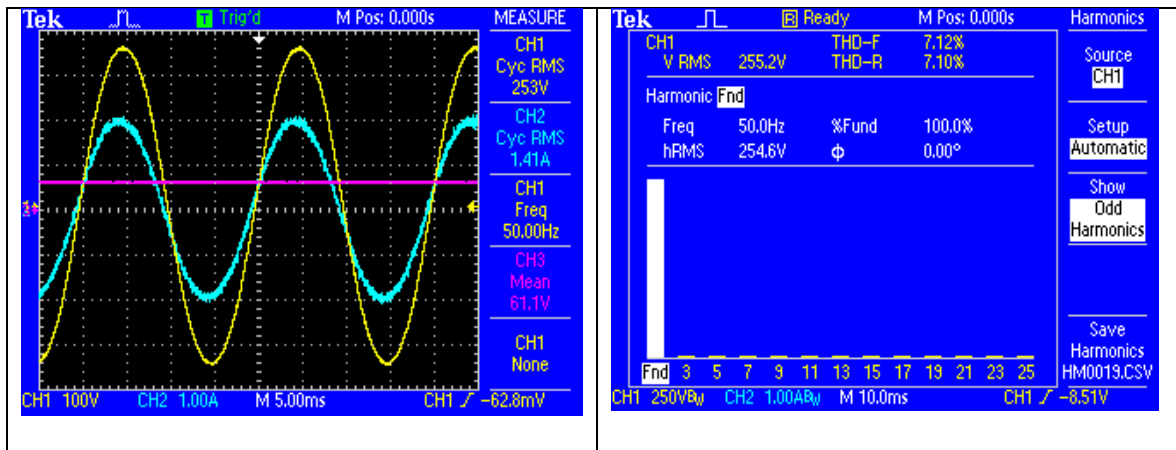 Tek T Trig'd M Pos: 0.000s MEASURE
CH1
Cyc RMS
253V
CH2
Cyc RMS
1.41A
CH1
Freq
50.00Hz
CH3
Mean
61.1V
CH1
None
CH1 100V CH2 1.00A M 5.00ms CH1 -62.8mV
Tek R Ready M Pos: 0.000s Harmonics
CH1 THD-F 7.12%
V RMS 255.2V THD-R 7.10%
Harmonic Fnd
Freq 50.0Hz %Fund 100.0%
hRMS 254.6V ϕ 0.00°
Fnd 3 5 7 9 11 13 15 17 19 21 23 25
Source
CH1
Setup
Automatic
Show
Odd
Harmonics
Save
Harmonics
HM0019.CSV
CH1 250VBW CH2 1.00ABW M 10.0ms CH1 -8.51V